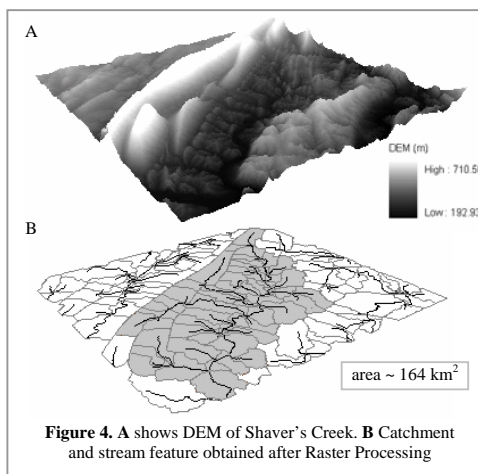 A
DEM (m)
High : 710.5
Low : 192.93
B
area ~ 164 km²
Figure 4. A shows DEM of Shaver's Creek. B Catchment
and stream feature obtained after Raster Processing